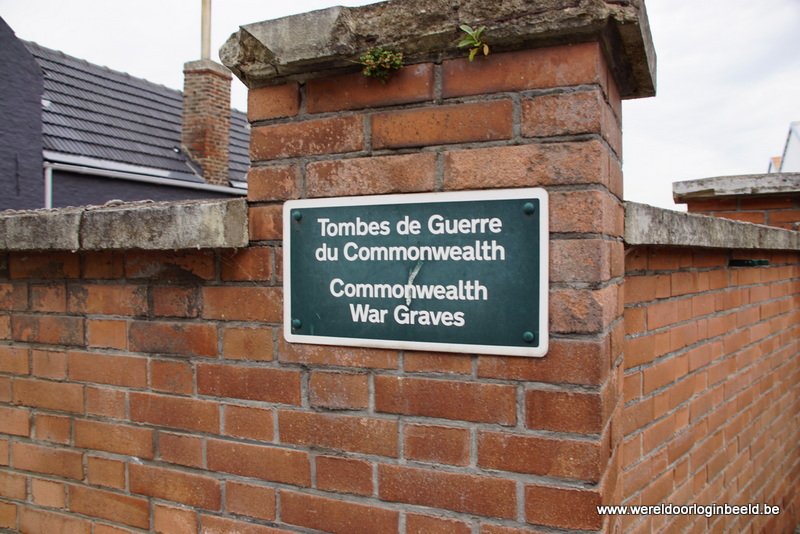 Tombes de Guerre
du Commonwealth
Commonwealth
War Graves
www.wereldoorloginbeeld.be